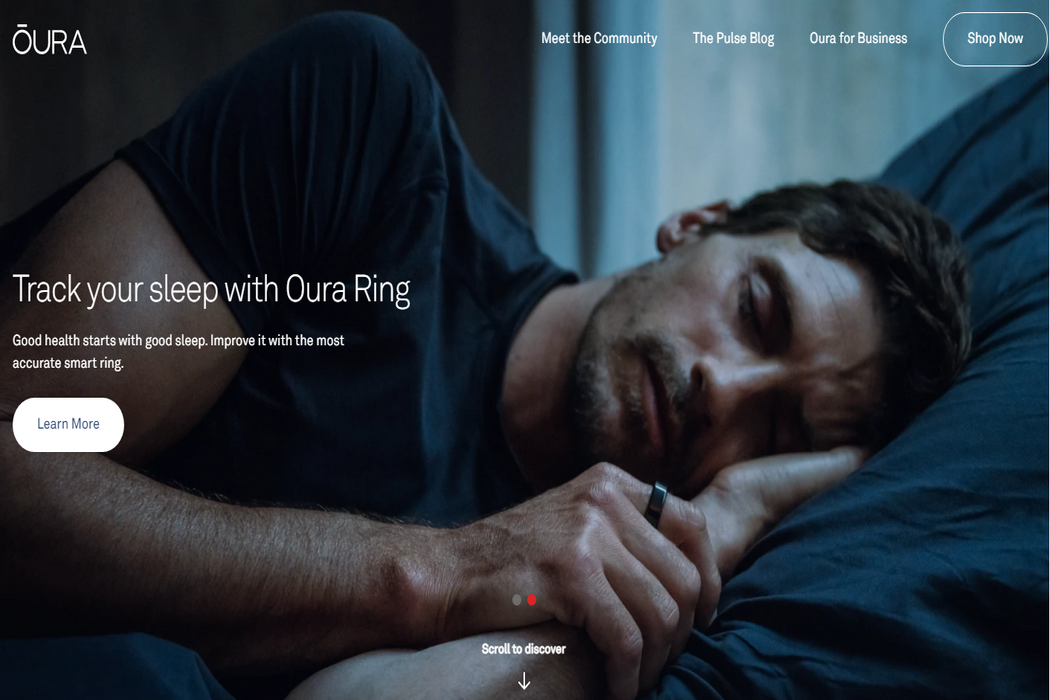 ŌURA
Meet the Community
The Pulse Blog
Oura for Business
Shop Now
Track your sleep with Oura Ring
Good health starts with good sleep. Improve it with the most
accurate smart ring.
Learn More
Scroll to discover